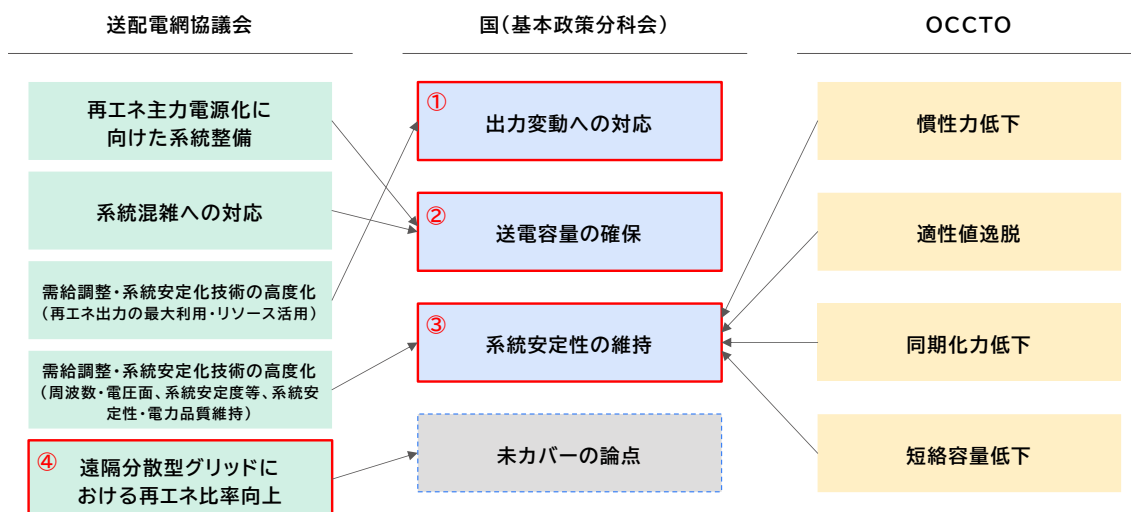 送配電網協議会
国(基本政策分科会)
OCCTO
再エネ主力電源化に
向けた系統整備
系統混雑への対応
需給調整・系統安定化技術の高度化
(再エネ出力の最大利用・リソース活用)
需給調整・系統安定化技術の高度化
(周波数・電圧面、系統安定度等、系統安
定性・電力品質維持)
④
遠隔分散型グリッドに
おける再エネ比率向上
①
出力変動への対応
②
送電容量の確保
③
系統安定性の維持
未カバーの論点
慣性力低下
適性値逸脱
同期化力低下
短絡容量低下